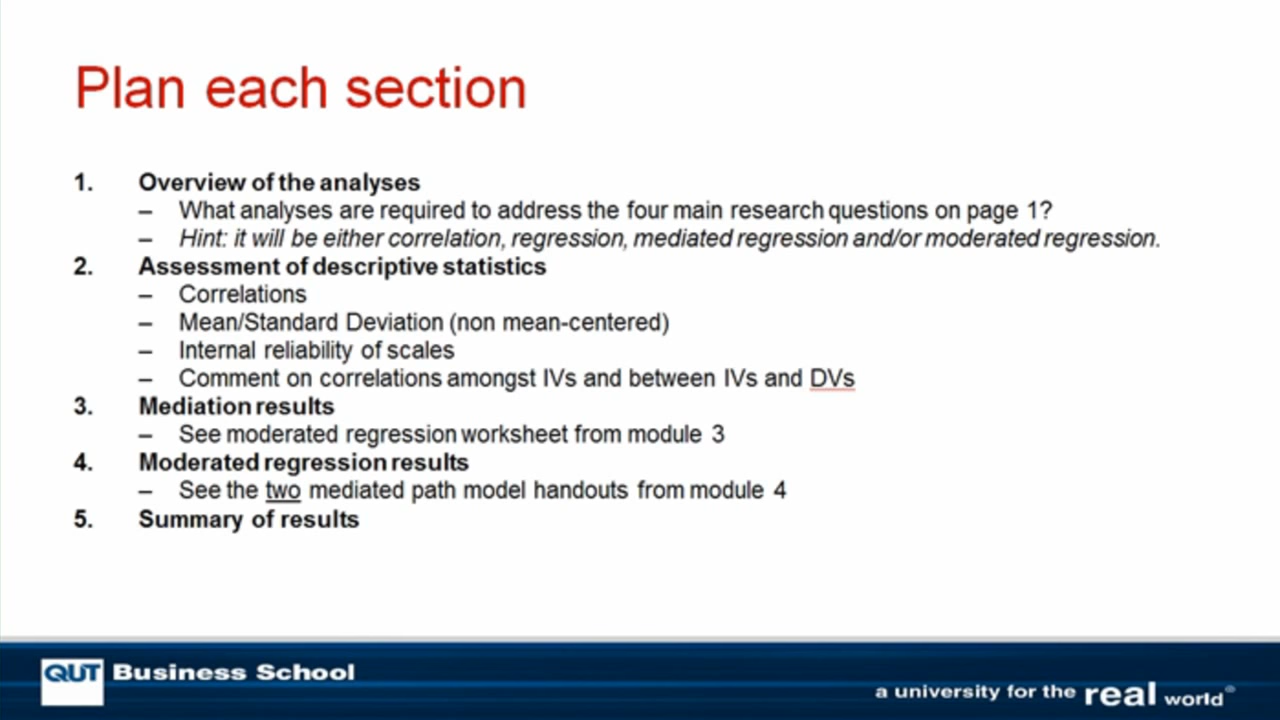 Plan each section
1. Overview of the analyses
– What analyses are required to address the four main research questions on page 1?
– Hint: it will be either correlation, regression, mediated regression and/or moderated regression.
2. Assessment of descriptive statistics
– Correlations
– Mean/Standard Deviation (non mean-centered)
– Internal reliability of scales
– Comment on correlations amongst IVs and between IVs and DVs
3. Mediation results
– See moderated regression worksheet from module 3
4. Moderated regression results
– See the two mediated path model handouts from module 4
5. Summary of results
QUT Business School
a university for the real world®